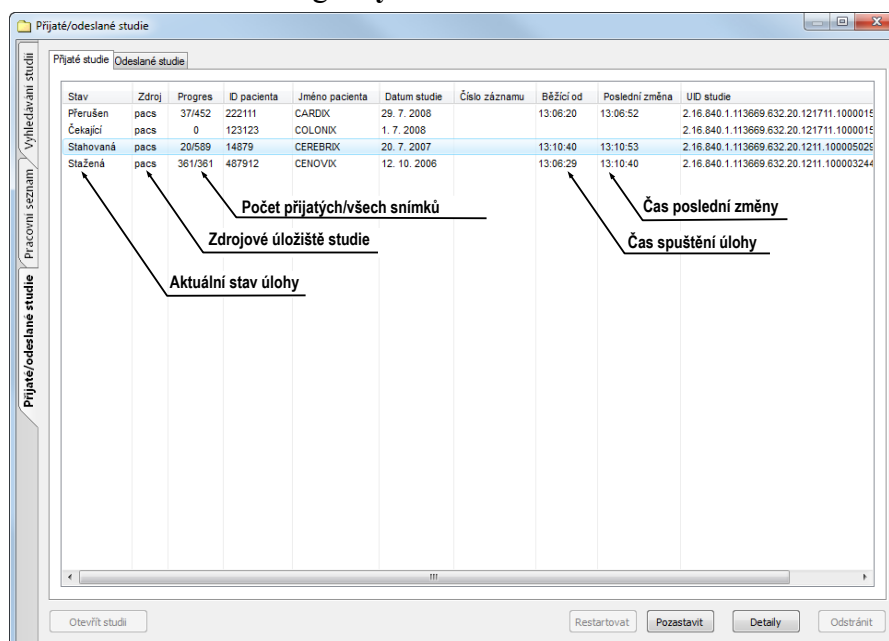 Přijaté/odeslané studie
Přijaté studie Odeslané studie
Vyhledávání studií
Pracovní seznam
Přijaté/odeslané studie
Stav Zdroj Progres ID pacienta Jméno pacienta Datum studie Číslo záznamu Běžící od Poslední změna UID studie
Přerušen pacs 37/452 222111 CARDIX 29. 7. 2008 13:06:20 13:06:52 2.16.840.1.113669.632.20.121711.1000015
Čekající pacs 0 123123 COLONIX 1. 7. 2008 2.16.840.1.113669.632.20.121711.1000015
Stahovaná pacs 20/589 14879 CEREBRIX 20. 7. 2007 13:10:40 13:10:53 2.16.840.1.113669.632.20.1211.100005029
Stažená pacs 361/361 487912 CENOVIX 12. 10. 2006 13:06:29 13:10:40 2.16.840.1.113669.632.20.1211.100003244
Počet přijatých/všech snímků
Čas poslední změny
Zdrojové úložiště studie
Čas spuštění úlohy
Aktuální stav úlohy
Otevřít studii Restartovat Pozastavit Detaily Odstránit